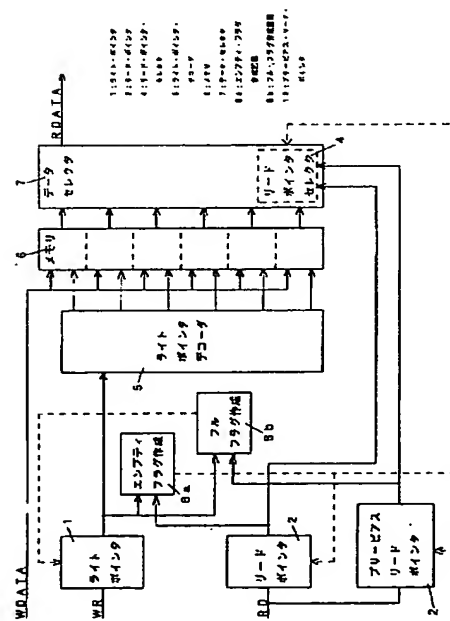 WDATA
WR
1
ライト
ポインタ
エンプティ
フラグ作成
8a
フル
フラグ作成
8b
5
ライト
ポインタ
デコーダ
6
メモリ
7
データ
セレクタ
リード
ポインタ
セレクタ
4
RDATA
RD
2
リード
ポインタ
プリービアス
リード
ポインタ
1:ライト・ポインタ
2:リード・ポインタ
4:リード・ポインタ・
セレクタ
5:ライト・ポインタ・
デコーダ
6:メモリ
7:データ・セレクタ
8a:エンプティ・フラグ
作成回路
8b:フル・フラグ作成回路
プリービアス・リード・
ポインタ